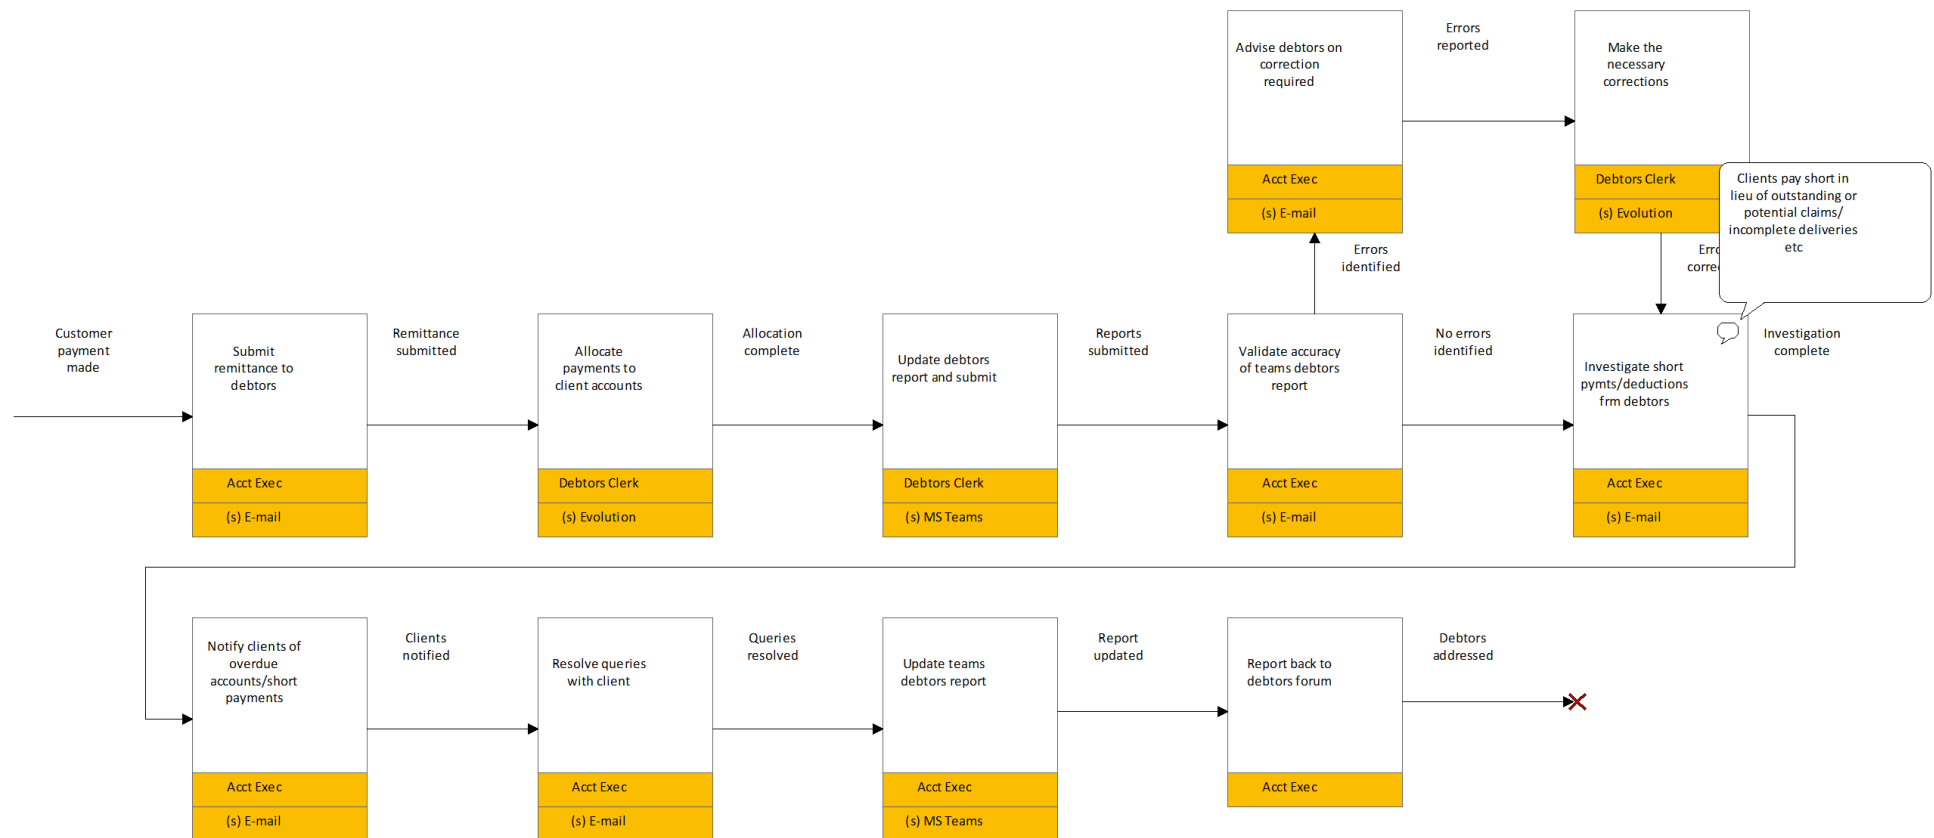 Advise debtors on
correction
required
Acct Exec
(s) E-mail
Errors
reported
Make the
necessary
corrections
Debtors Clerk
(s) Evolution
Clients pay short in
lieu of outstanding or
potential claims/
incomplete deliveries
etc
Errors
identified
Customer
payment
made
Submit
remittance to
debtors
Acct Exec
(s) E-mail
Remittance
submitted
Allocate
payments to
client accounts
Debtors Clerk
(s) Evolution
Allocation
complete
Update debtors
report and submit
Debtors Clerk
(s) MS Teams
Reports
submitted
Validate accuracy
of teams debtors
report
Acct Exec
(s) E-mail
No errors
identified
Investigate short
pymts/deductions
frm debtors
Acct Exec
(s) E-mail
Investigation
complete
Notify clients of
overdue
accounts/short
payments
Acct Exec
(s) E-mail
Clients
notified
Resolve queries
with client
Acct Exec
(s) E-mail
Queries
resolved
Update teams
debtors report
Acct Exec
(s) MS Teams
Report
updated
Report back to
debtors forum
Acct Exec
Debtors
addressed